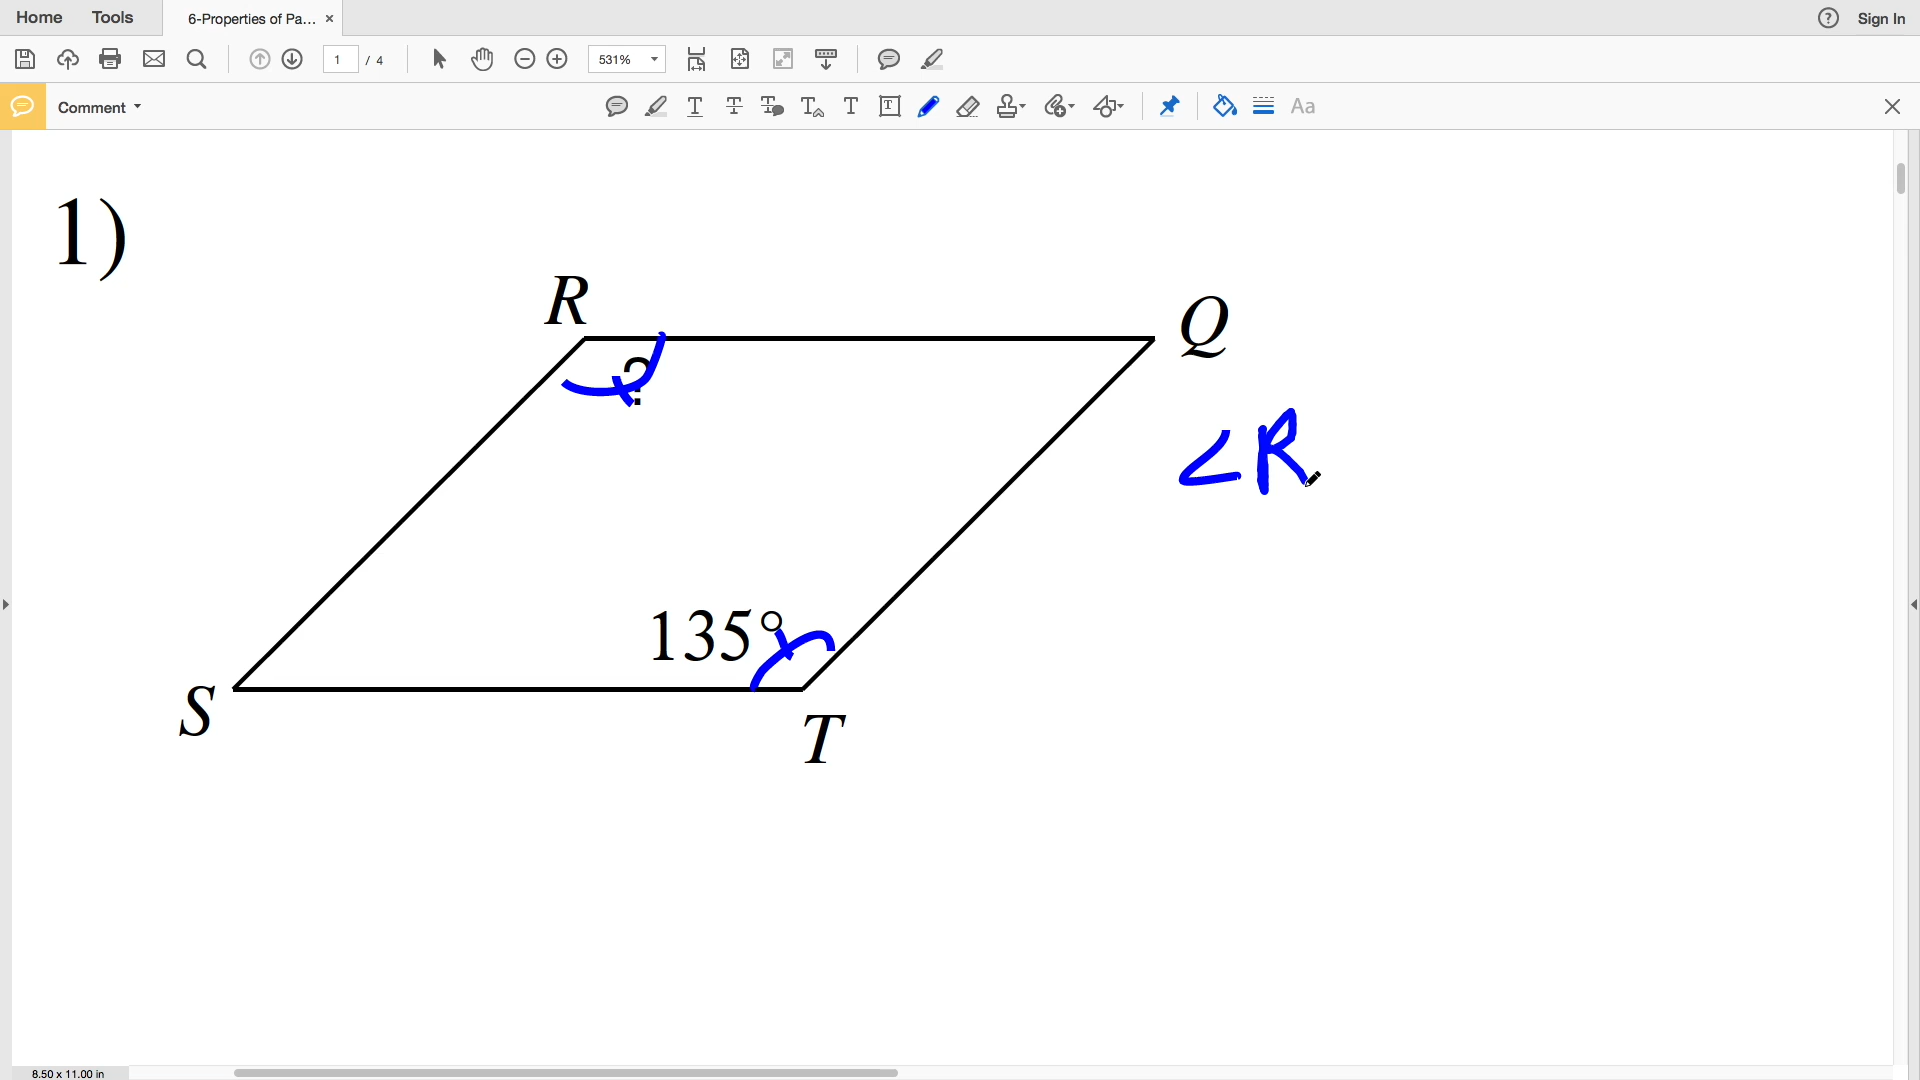 Home Tools 6-Properties of Pa... × ? Sign In
1 / 4 531%
Comment T T T T T T Aa
1)
R
Q
?
∠R
135°
S
T
8.50 x 11.00 in